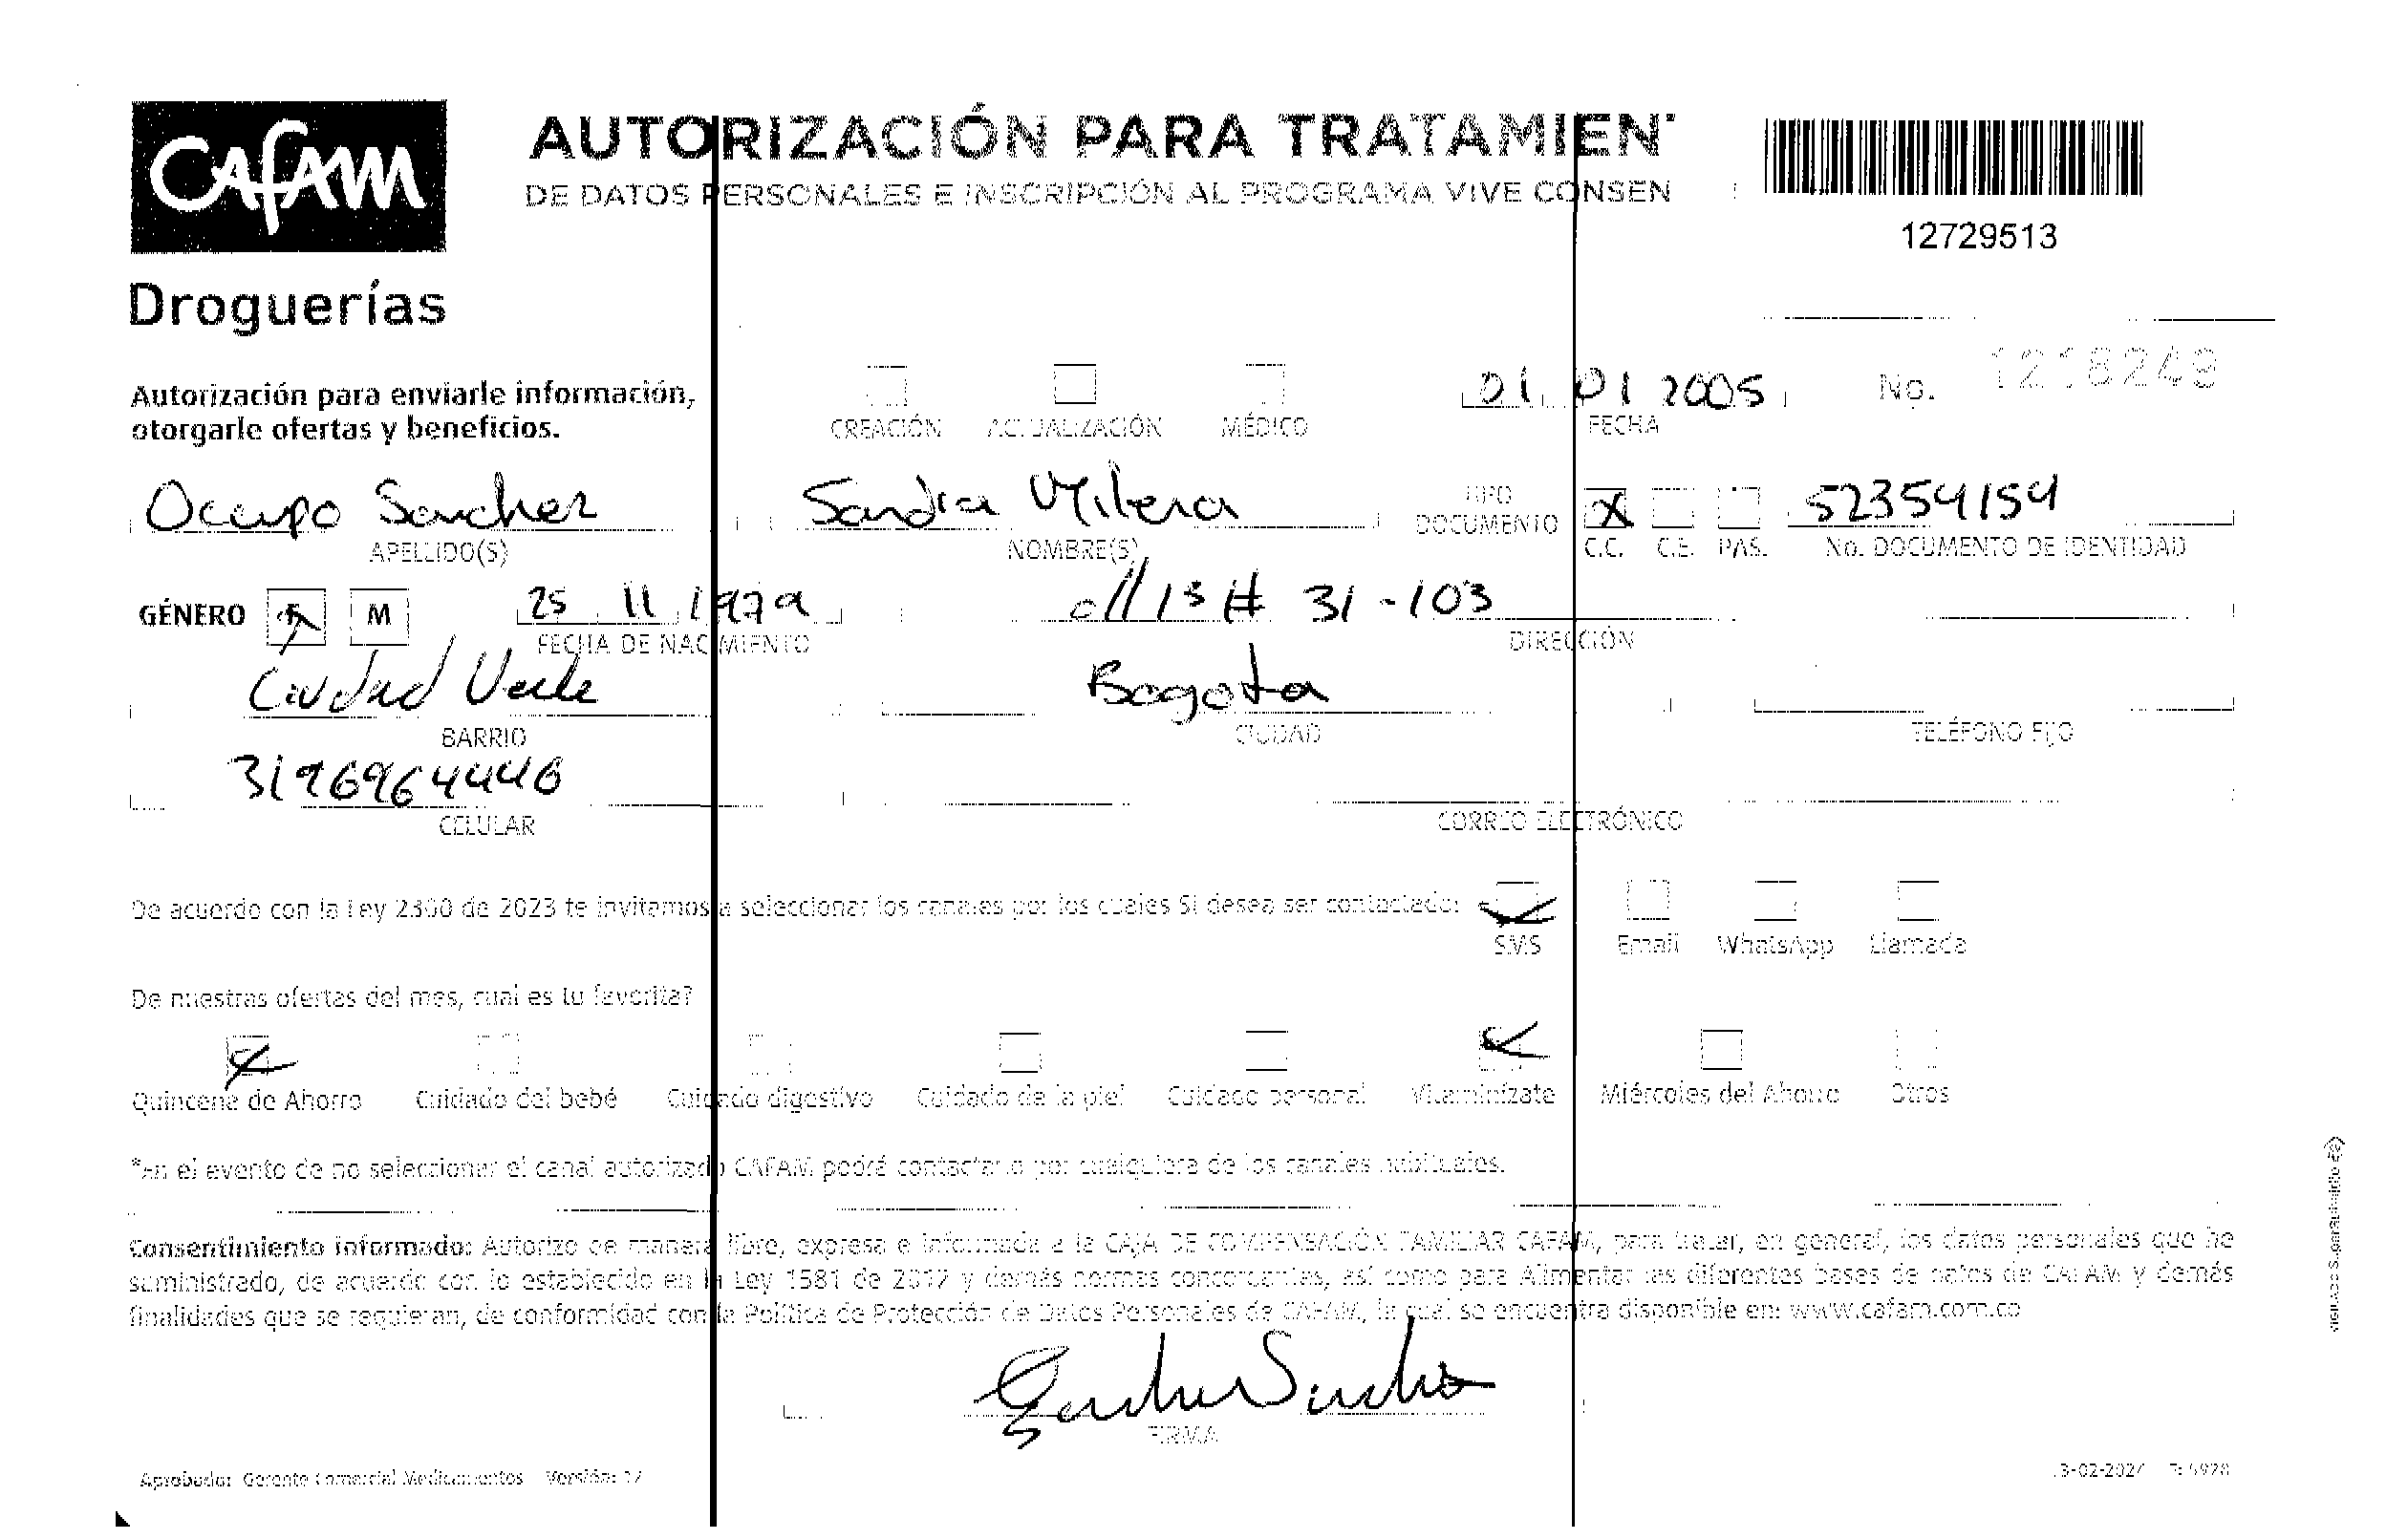 CAfAM
AUTORIZACIÓN PARA TRATAMIEN
DE DATOS PERSONALES E INSCRIPCIÓN AL PROGRAMA VIVE CONSEN
12729513
Droguerías
Autorización para enviarle información,
otorgarle ofertas y beneficios.
CREACIÓN ACTUALIZACIÓN MÉDICO
01 01 2005
FECHA
No. 1218249
Ocampo Sanchez Sandra Milena
APELLIDO(S) NOMBRE(S)
TIPO
DOCUMENTO X C.C. C.E. PAS.
52354154
No. DOCUMENTO DE IDENTIDAD
GÉNERO F M 25 11 1979 cll 13 # 31-103
FECHA DE NACIMIENTO DIRECCIÓN
Ciudad Verde Bogota
BARRIO CIUDAD TELÉFONO FIJO
3196964446
CELULAR CORREO ELECTRÓNICO
De acuerdo con la Ley 2300 de 2023 te invitamos a seleccionar los canales por los cuales SI desea ser contactado:
SMS Email WhatsApp Llamada
De nuestras ofertas del mes, cual es tu favorita?
Quincena de Ahorro Cuidado del bebé Cuidado digestivo Cuidado de la piel Cuidado personal Vitaminízate Miércoles del Ahorro Otros
*En el evento de no seleccionar el canal autorizado CAFAM podrá contactarlo por cualquiera de los canales habituales.
Consentimiento informado: Autorizo de manera libre, expresa e informada a la CAJA DE COMPENSACIÓN FAMILIAR CAFAM, para tratar, en general, los datos personales que he
suministrado, de acuerdo con lo establecido en la Ley 1581 de 2012 y demás normas concordantes, así como para Alimentar las diferentes bases de datos de CAFAM y demás
finalidades que se requieran, de conformidad con la Política de Protección de Datos Personales de CAFAM, la cual se encuentra disponible en: www.cafam.com.co
Sandra Sanchez
FIRMA
Aprobador: Gerente Comercial Medicamentos Versión: 12
VIGILADO SuperSubsidio